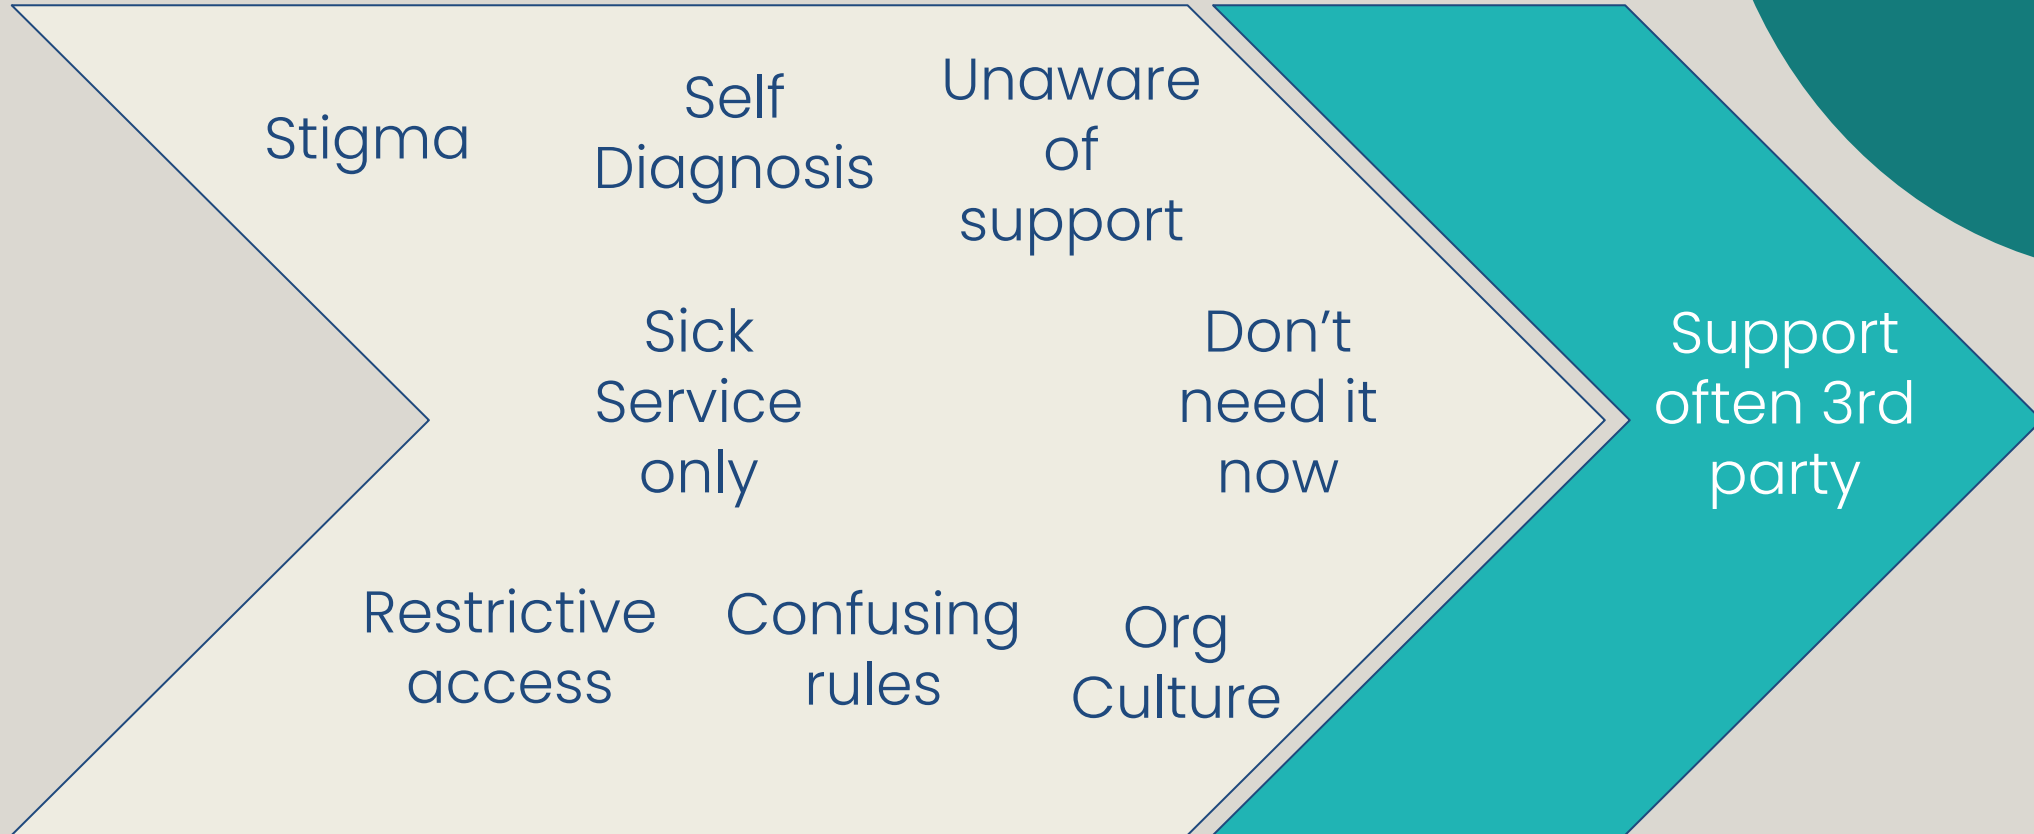 Stigma
Self
Diagnosis
Unaware
of
support
Sick
Service
only
Don’t
need it
now
Support
often 3rd
party
Restrictive
access
Confusing
rules
Org
Culture